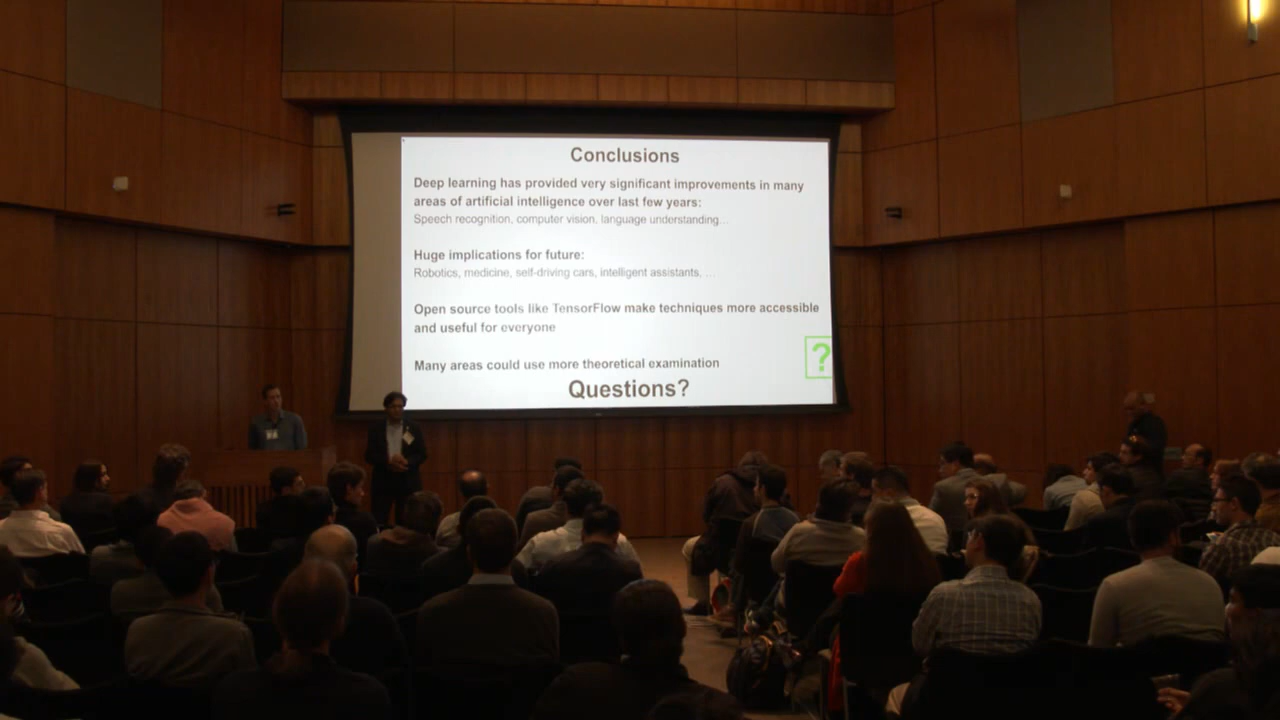 Conclusions
Deep learning has provided very significant improvements in many
areas of artificial intelligence over last few years:
Speech recognition, computer vision, language understanding…
Huge implications for future:
Robotics, medicine, self-driving cars, intelligent assistants, …
Open source tools like TensorFlow make techniques more accessible
and useful for everyone
?
Many areas could use more theoretical examination
Questions?